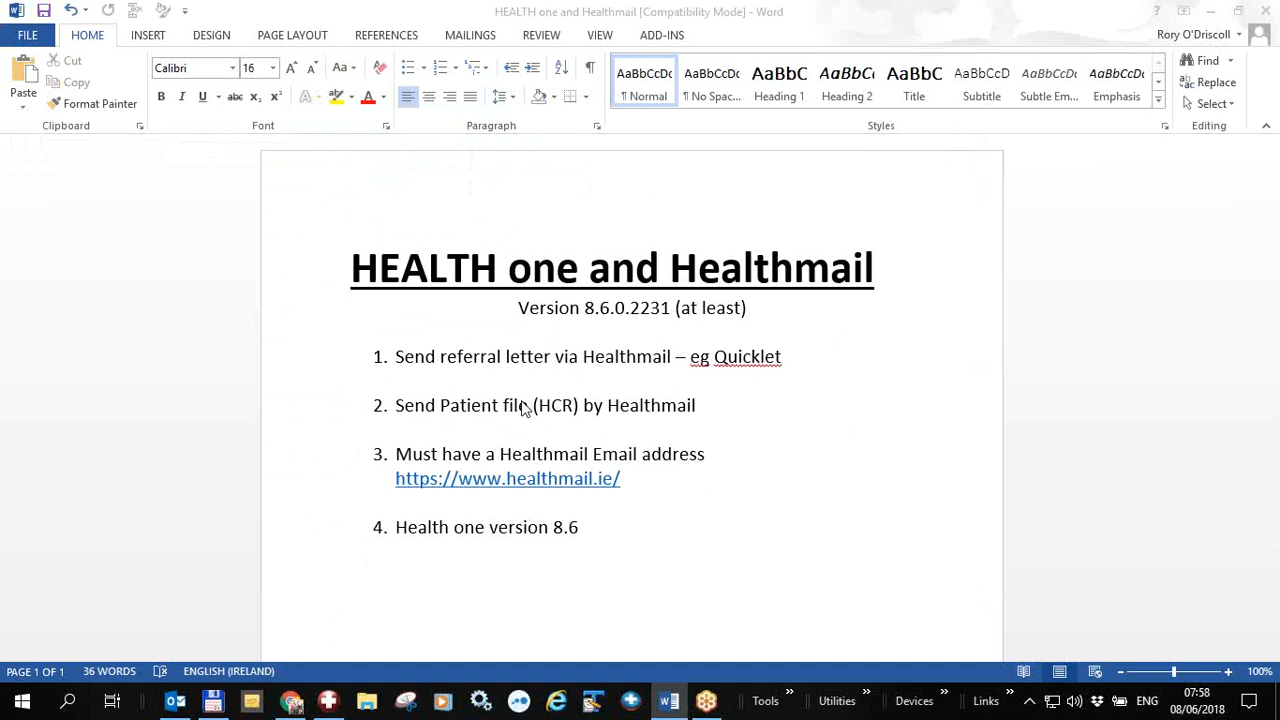 HEALTH one and Healthmail [Compatibility Mode] - Word
FILE HOME INSERT DESIGN PAGE LAYOUT REFERENCES MAILINGS REVIEW VIEW ADD-INS Rory O'Driscoll
Paste
Cut
Copy
Format Painter
Clipboard
Calibri 16
Font
Paragraph
AaBbCcDc AaBbCcDc AaBbC AaBbCc AaBbC AaBbCcD AaBbCcDc AaBbCcDc
¶ Normal ¶ No Spac... Heading 1 Heading 2 Title Subtitle Subtle Em... Emphasis
Styles
Find
Replace
Select
Editing
HEALTH one and Healthmail
Version 8.6.0.2231 (at least)
1. Send referral letter via Healthmail – eg Quicklet
2. Send Patient file (HCR) by Healthmail
3. Must have a Healthmail Email address
https://www.healthmail.ie/
4. Health one version 8.6
PAGE 1 OF 1 36 WORDS ENGLISH (IRELAND) 100%
Tools Utilities Devices Links ENG 07:58
08/06/2018